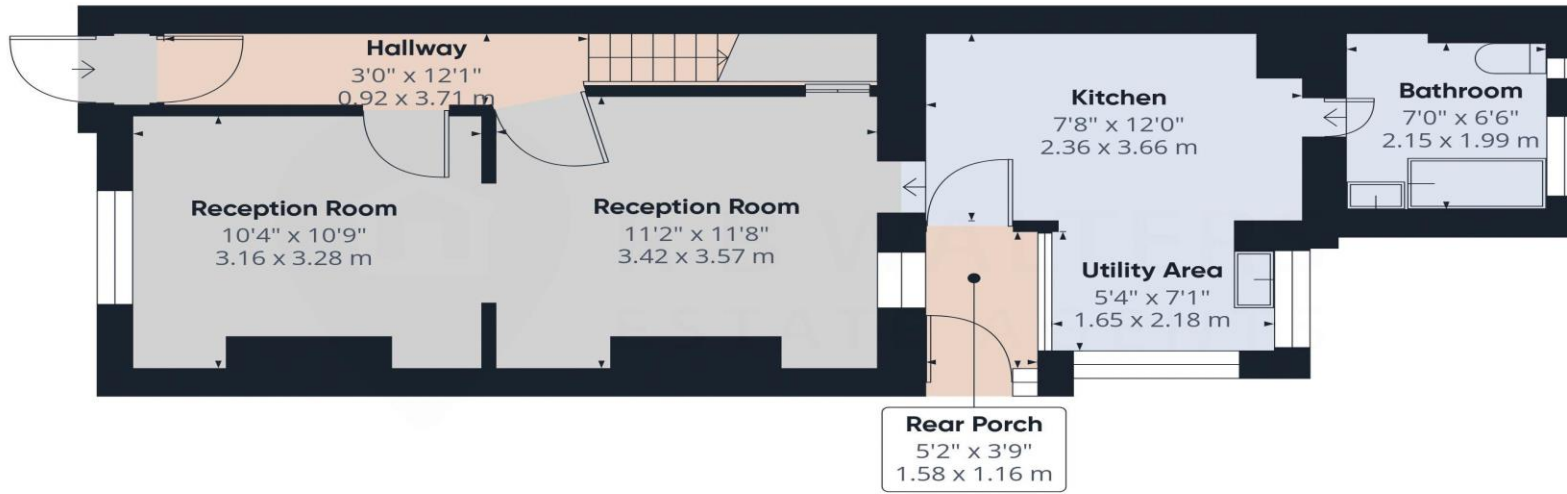 Hallway
3'0" x 12'1"
0.92 x 3.71 m
Reception Room
10'4" x 10'9"
3.16 x 3.28 m
Reception Room
11'2" x 11'8"
3.42 x 3.57 m
Kitchen
7'8" x 12'0"
2.36 x 3.66 m
Bathroom
7'0" x 6'6"
2.15 x 1.99 m
Utility Area
5'4" x 7'1"
1.65 x 2.18 m
Rear Porch
5'2" x 3'9"
1.58 x 1.16 m